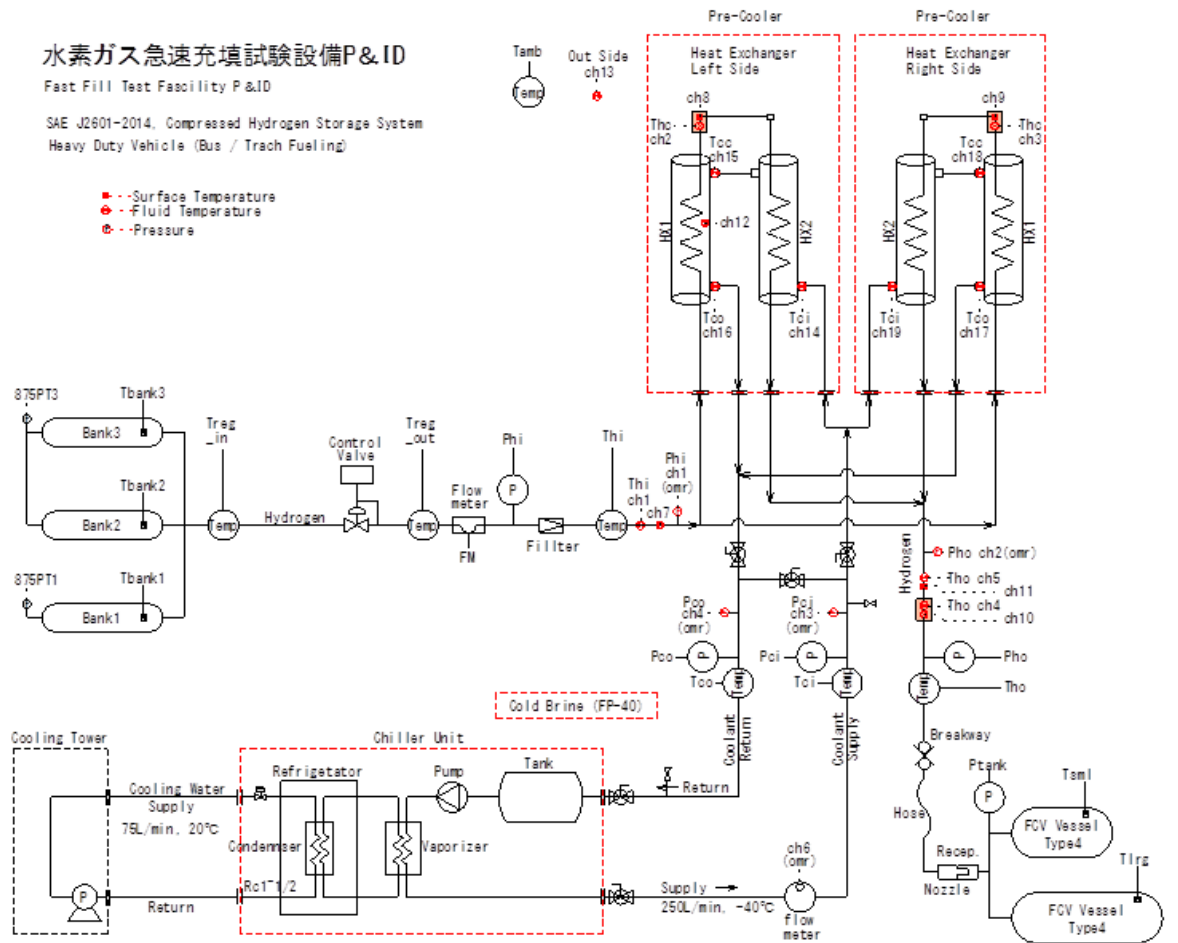 水素ガス急速充填試験設備P&ID
Fast Fill Test Fascility P&ID
SAE J2601-2014, Compressed Hydrogen Storage System
Heavy Duty Vehicle (Bus / Trach Fueling)
Surface Temperature
Fluid Temperature
Pressure
Tamb
Temp
Out Side
ch13
Pre-Cooler
Heat Exchanger
Left Side
ch8
Thc
ch2
Tcc
ch15
HX1
ch12
HX2
Tco
ch16
Tci
ch14
Pre-Cooler
Heat Exchanger
Right Side
ch9
Thc
ch3
Tcc
ch18
HX2
HX1
Tci
ch19
Tco
ch17
875PT3
Tbank3
Bank3
Tbank2
Bank2
875PT1
Tbank1
Bank1
Treg
_in
Temp
Hydrogen
Control
Valve
Treg
_out
Temp
Flow
meter
FM
Phi
P
Fillter
Thi
Temp
Thi
ch1
ch7
Phi
ch1
(omr)
Hydrogen
Pho ch2(omr)
Tho ch5
ch11
Tho ch4
ch10
Pco
ch4
(omr)
Pci
ch3
(omr)
Pco
P
Pci
P
P
Pho
Tco
Temp
Tci
Temp
Temp
Tho
Coolant
Return
Coolant
Supply
Cold Brine (FP-40)
Cooling Tower
Chiller Unit
Cooling Water
Supply
75L/min, 20℃
Refrigetator
Pump
Tank
Return
Condennser
Vaporizer
P
Return
Rc1-1/2
Supply
250L/min, -40℃
ch6
(omr)
flow
meter
Breakway
Hose
Recep.
Nozzle
Ptank
P
Tsml
FCV Vessel
Type4
Tlrg
FCV Vessel
Type4